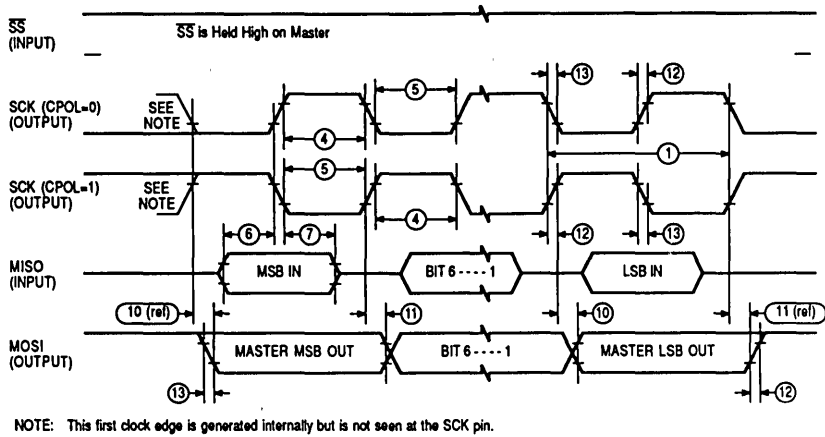 SS
(INPUT)
SS is Held High on Master
13
12
5
SCK (CPOL=0)
(OUTPUT)
SEE
NOTE
4
1
5
SCK (CPOL=1)
(OUTPUT)
SEE
NOTE
4
12
13
6
7
MISO
(INPUT)
MSB IN
BIT 6 - - - - 1
LSB IN
10 (ref)
11
10
11 (ref)
MOSI
(OUTPUT)
MASTER MSB OUT
BIT 6 - - - - 1
MASTER LSB OUT
13
12
NOTE: This first clock edge is generated internally but is not seen at the SCK pin.